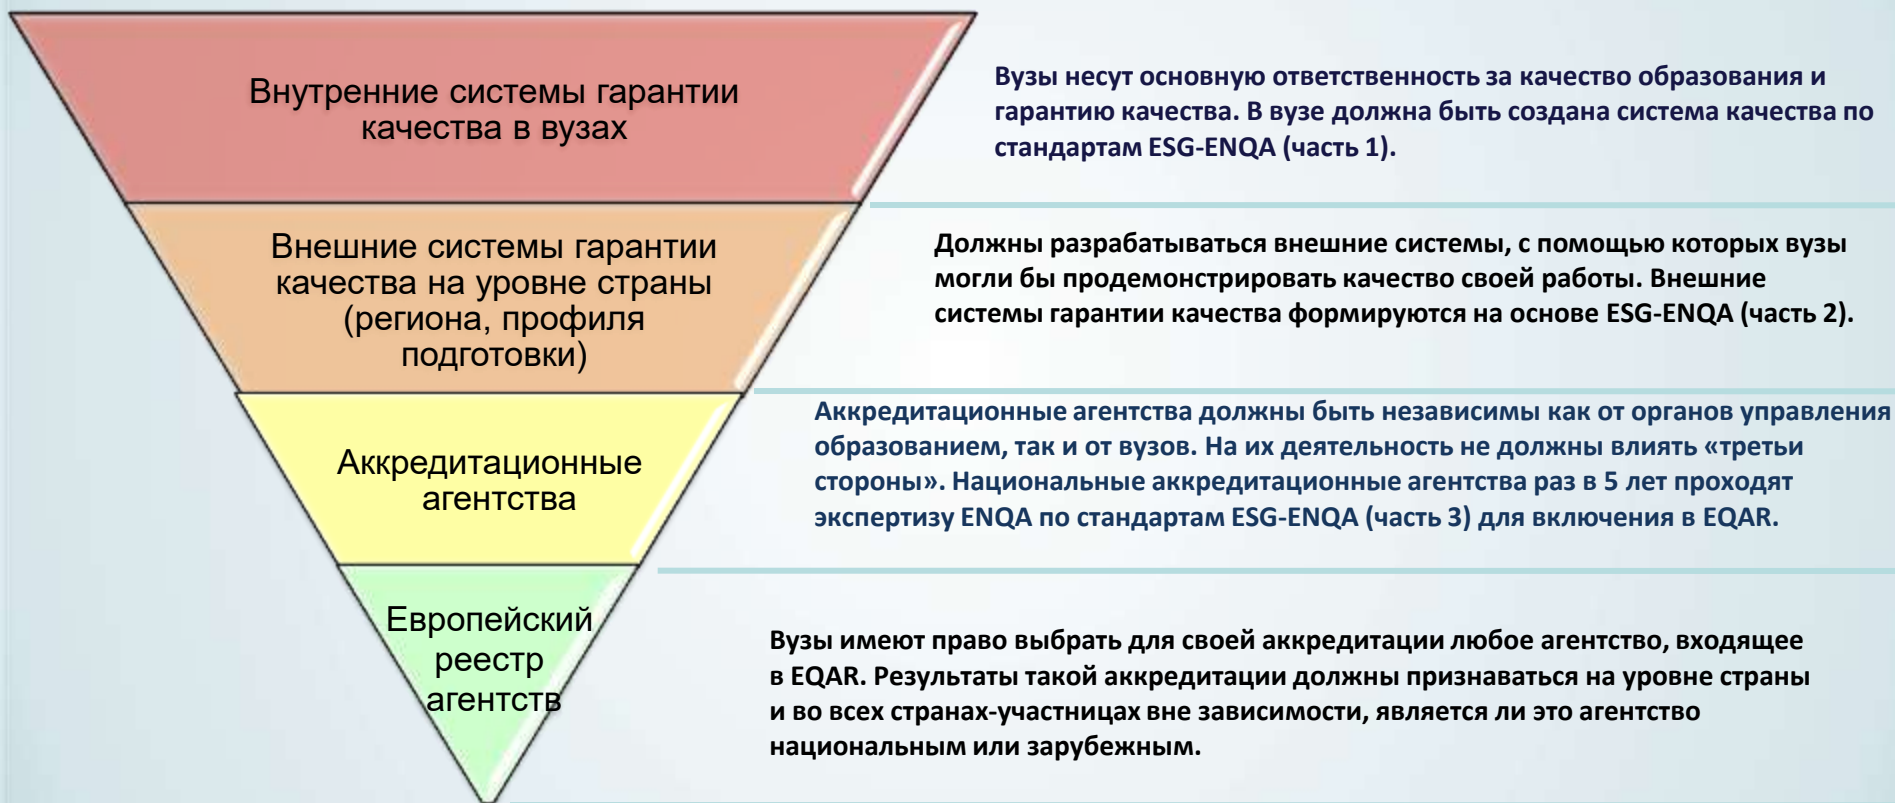 Внутренние системы гарантии
качества в вузах
Вузы несут основную ответственность за качество образования и
гарантию качества. В вузе должна быть создана система качества по
стандартам ESG-ENQA (часть 1).
Внешние системы гарантии
качества на уровне страны
(региона, профиля
подготовки)
Должны разрабатываться внешние системы, с помощью которых вузы
могли бы продемонстрировать качество своей работы. Внешние
системы гарантии качества формируются на основе ESG-ENQA (часть 2).
Аккредитационные
агентства
Аккредитационные агентства должны быть независимы как от органов управления
образованием, так и от вузов. На их деятельность не должны влиять «третьи
стороны». Национальные аккредитационные агентства раз в 5 лет проходят
экспертизу ENQA по стандартам ESG-ENQA (часть 3) для включения в EQAR.
Европейский
реестр
агентств
Вузы имеют право выбрать для своей аккредитации любое агентство, входящее
в EQAR. Результаты такой аккредитации должны признаваться на уровне страны
и во всех странах-участницах вне зависимости, является ли это агентство
национальным или зарубежным.